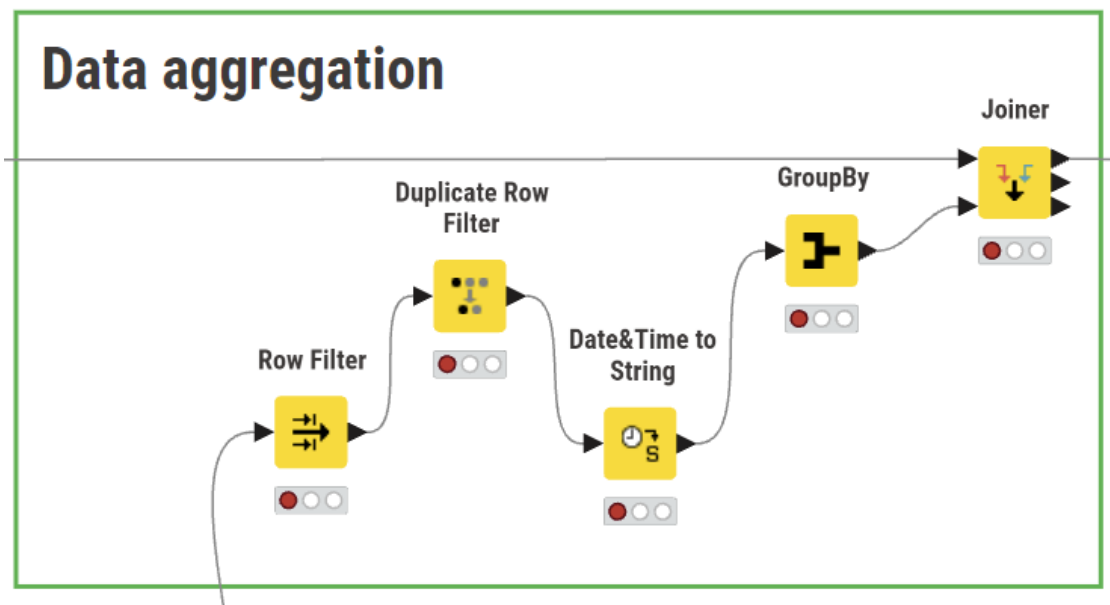 Data aggregation
Joiner
GroupBy
Duplicate Row
Filter
Date&Time to
String
Row Filter
S